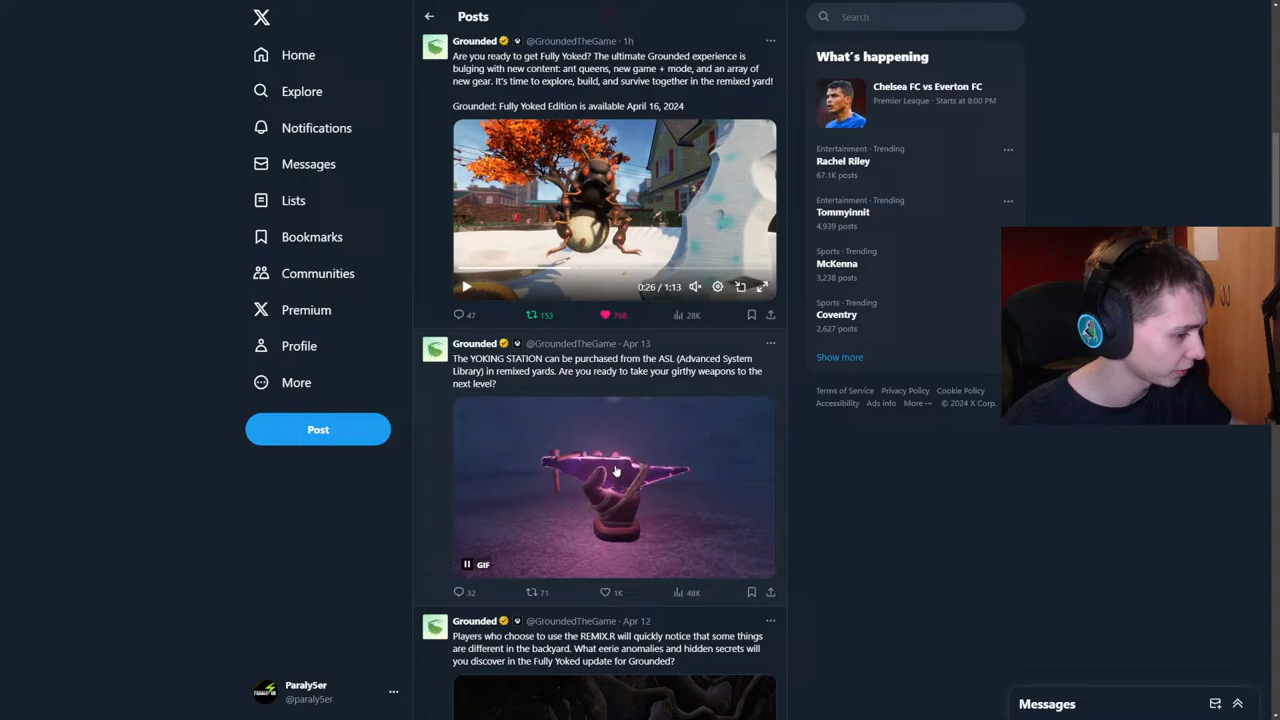 Posts
Search
Home
Explore
Notifications
Messages
Lists
Bookmarks
Communities
Premium
Profile
More
Post
Paraly5er
@paraly5er
Grounded @GroundedTheGame · 1h
Are you ready to get Fully Yoked? The ultimate Grounded experience is
bulging with new content: ant queens, new game + mode, and an array of
new gear. It's time to explore, build, and survive together in the remixed yard!
Grounded: Fully Yoked Edition is available April 16, 2024
0:26 / 1:13
47 153 768 28K
Grounded @GroundedTheGame · Apr 13
The YOKING STATION can be purchased from the ASL (Advanced System
Library) in remixed yards. Are you ready to take your girthy weapons to the
next level?
GIF
32 71 1K 48K
Grounded @GroundedTheGame · Apr 12
Players who choose to use the REMIX.R will quickly notice that some things
are different in the backyard. What eerie anomalies and hidden secrets will
you discover in the Fully Yoked update for Grounded?
What's happening
Chelsea FC vs Everton FC
Premier League · Starts at 8:00 PM
Entertainment · Trending
Rachel Riley
67.1K posts
Entertainment · Trending
Tommyinnit
4,939 posts
Sports · Trending
McKenna
3,238 posts
Sports · Trending
Coventry
2,627 posts
Show more
Terms of Service Privacy Policy Cookie Policy
Accessibility Ads info More ··· © 2024 X Corp.
Messages